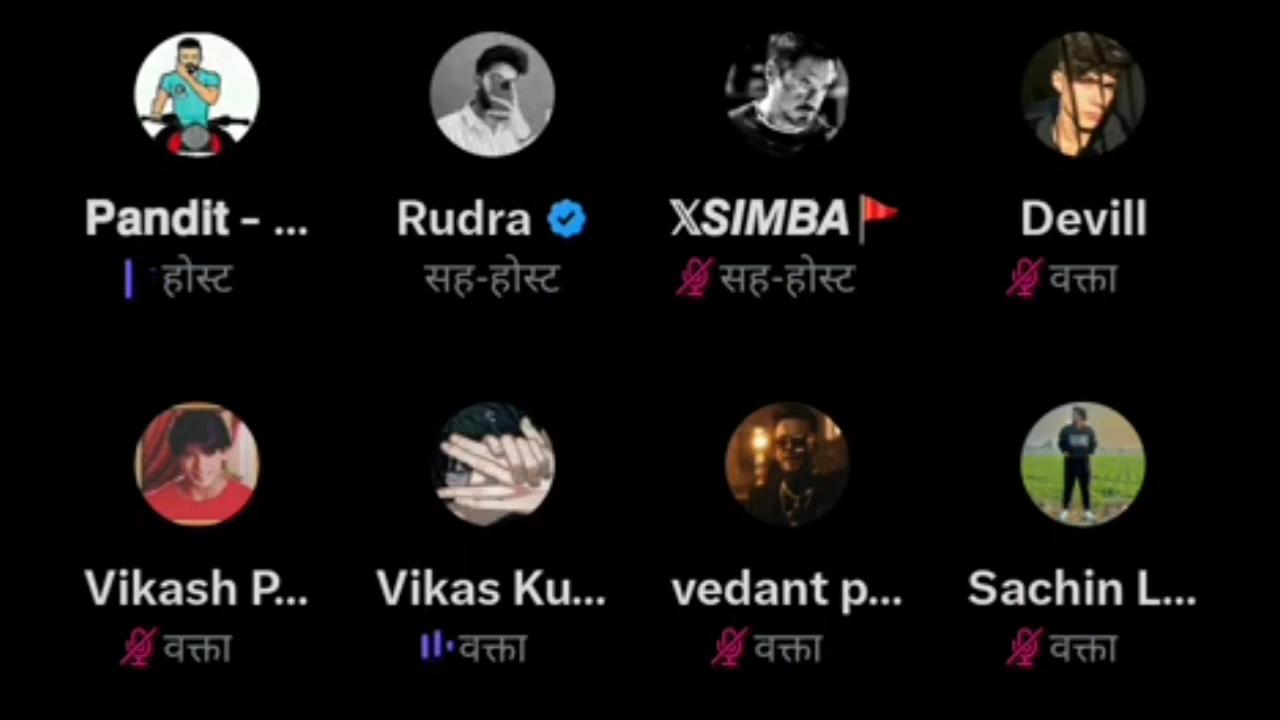 Pandit - ...
Rudra
𝕏SIMBA🚩
Devill
होस्ट
सह-होस्ट
सह-होस्ट
वक्ता
Vikash P...
Vikas Ku...
vedant p...
Sachin L...
वक्ता
वक्ता
वक्ता
वक्ता